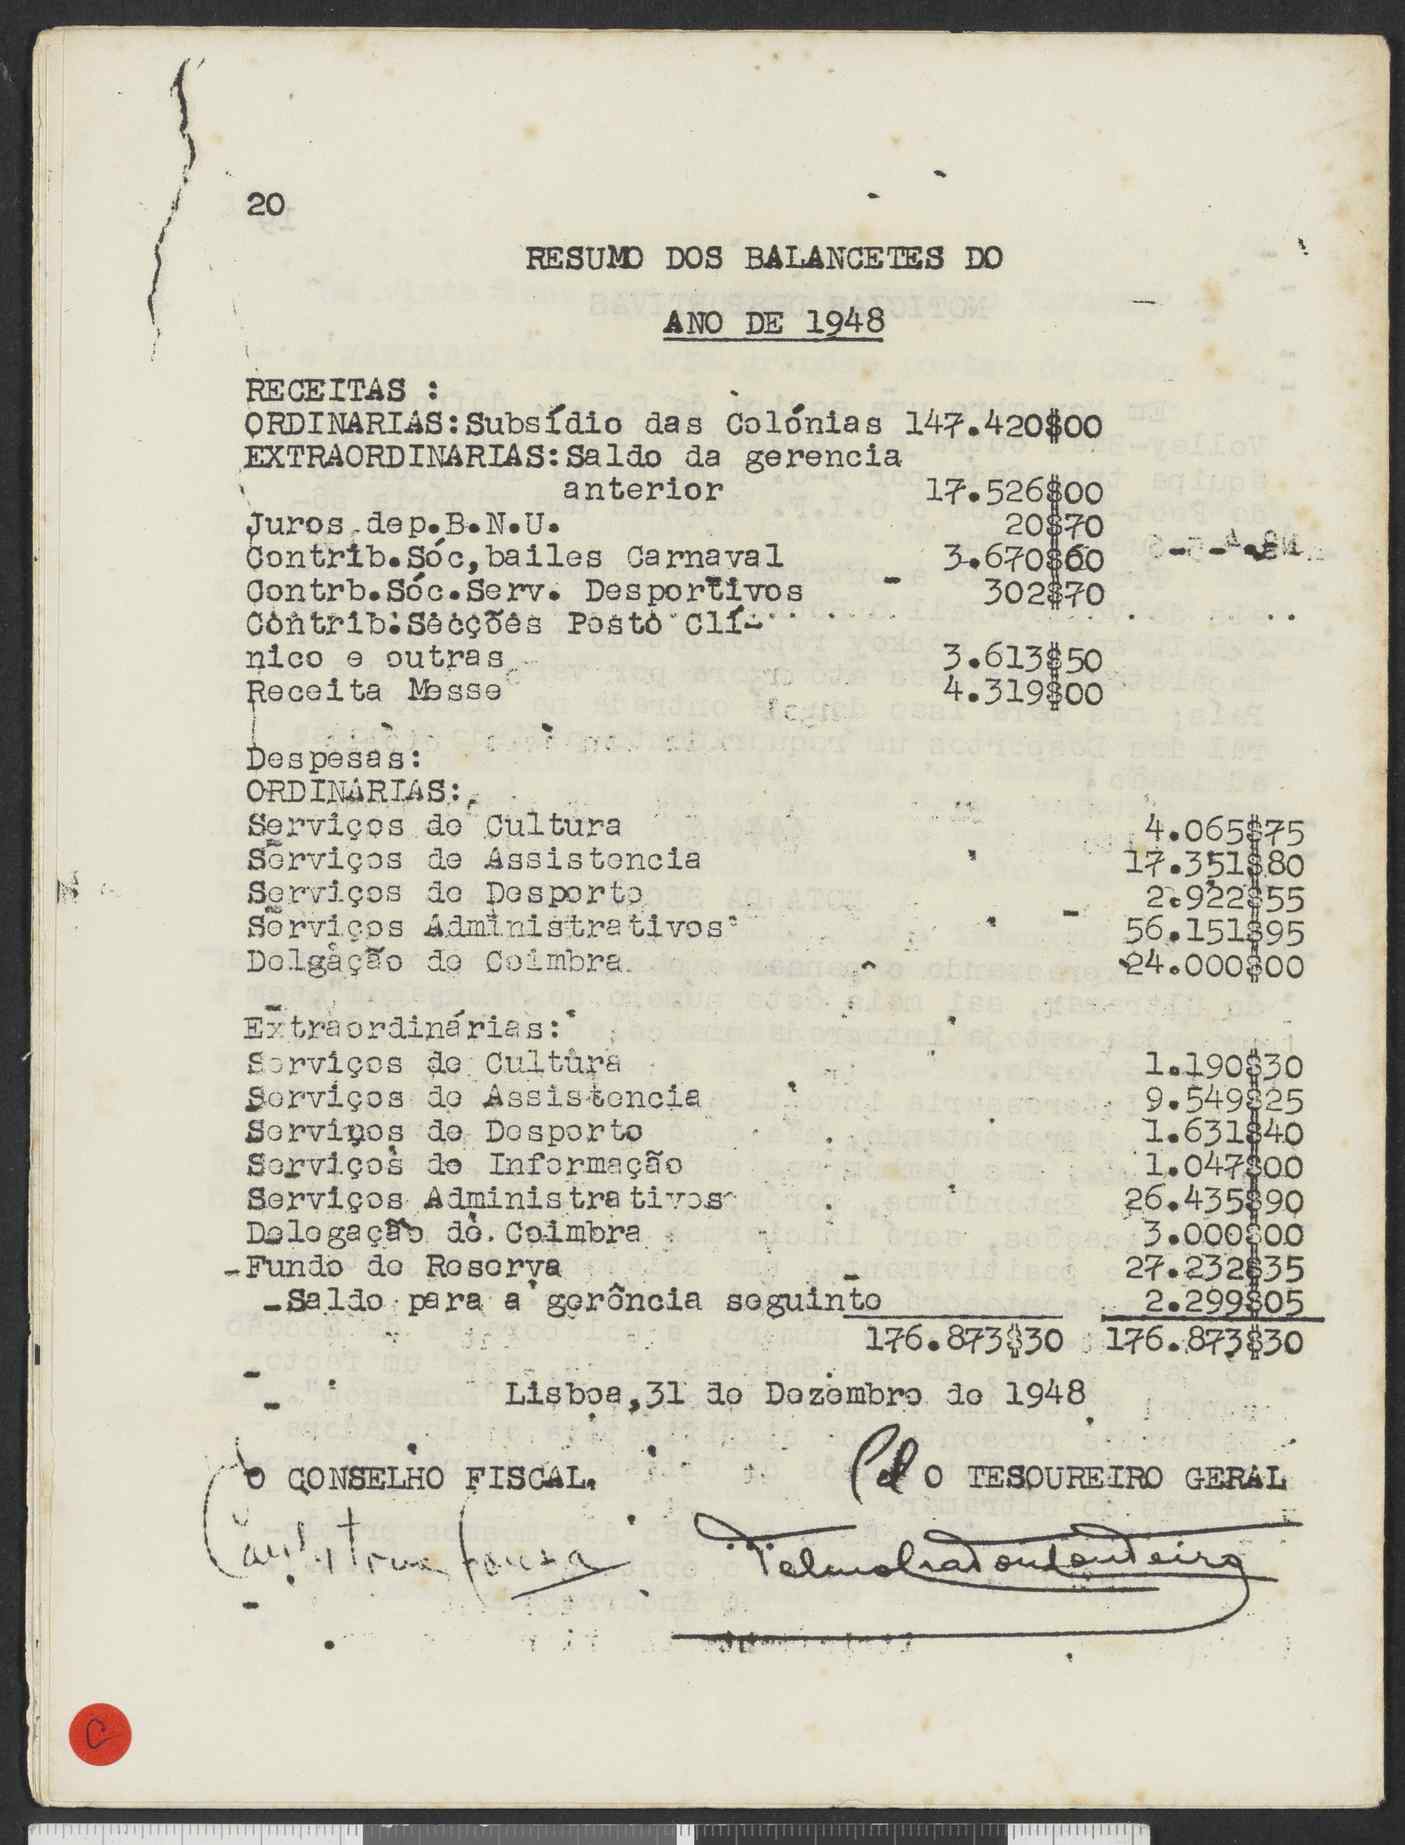 20
RESUMO DOS BALANCETES DO
ANO DE 1948
RECEITAS :
ORDINARIAS:Subsídio das Colónias 147.420$00
EXTRAORDINARIAS:Saldo da gerencia
anterior 17.526$00
Juros dep.B.N.U. 20$70
Contrib.Sóc,bailes Carnaval 3.670$60
Contrb.Sóc.Serv. Desportivos 302$70
Contrib.Secções Posto Clí-
nico e outras 3.613$50
Receita Messe 4.319$00
Despesas:
ORDINARIAS:
Serviços de Cultura 4.065$75
Serviços de Assistencia 17.351$80
Serviços de Desporto 2.922$55
Serviços Administrativos 56.151$95
Delgação de Coimbra 24.000$00
Extraordinárias:
Serviços de Cultura 1.190$30
Serviços de Assistencia 9.549$25
Serviços de Desporto 1.631$40
Serviços de Informação 1.047$00
Serviços Administrativos 26.435$90
Delegação de Coimbra 3.000$00
Fundo de Reserva 27.232$35
Saldo para a gerência seguinte 2.299$05
176.873$30 176.873$30
Lisboa,31 de Dezembro de 1948
O CONSELHO FISCAL. O TESOUREIRO GERAL
C